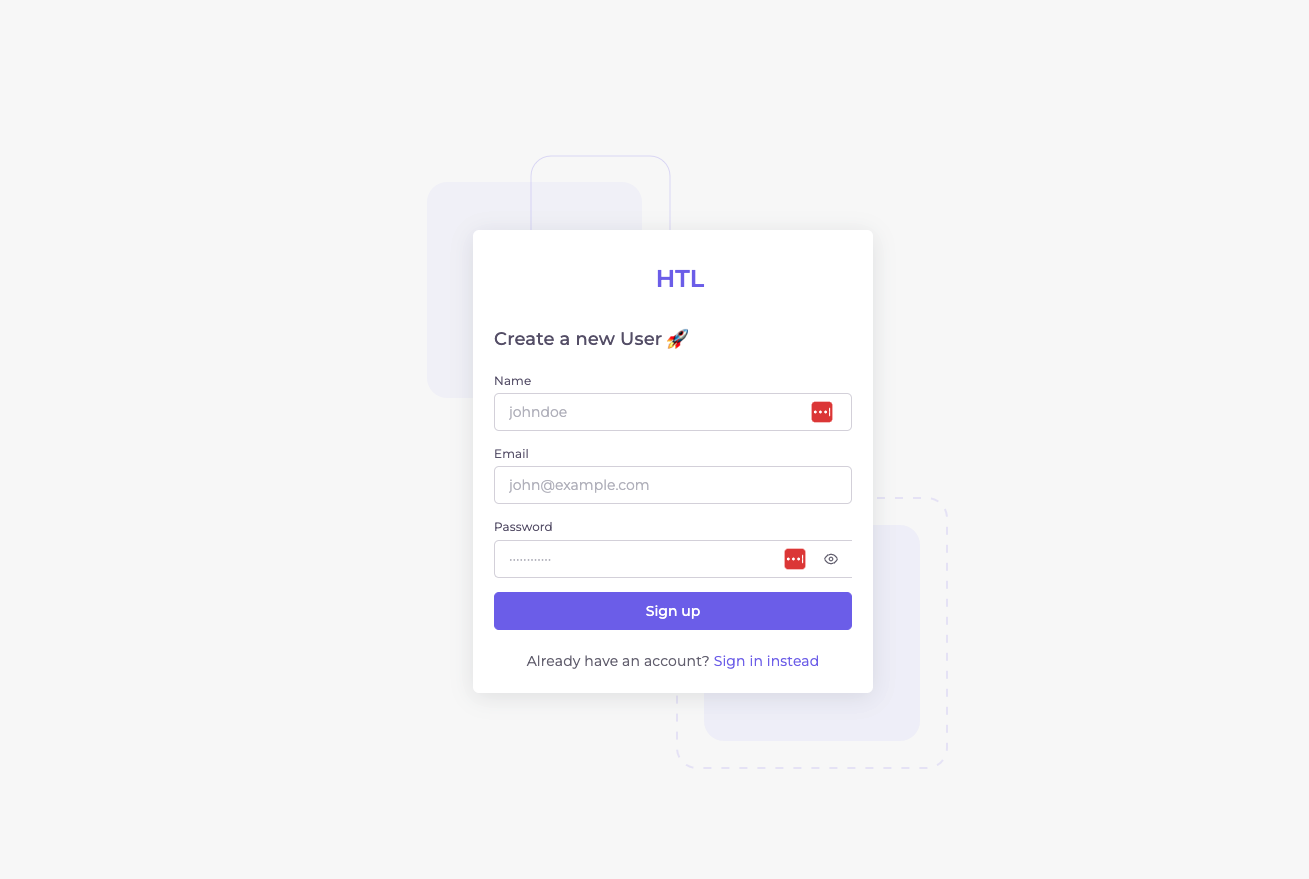 HTL
Create a new User 🚀
Name
johndoe
Email
john@example.com
Password
············
Sign up
Already have an account? Sign in instead